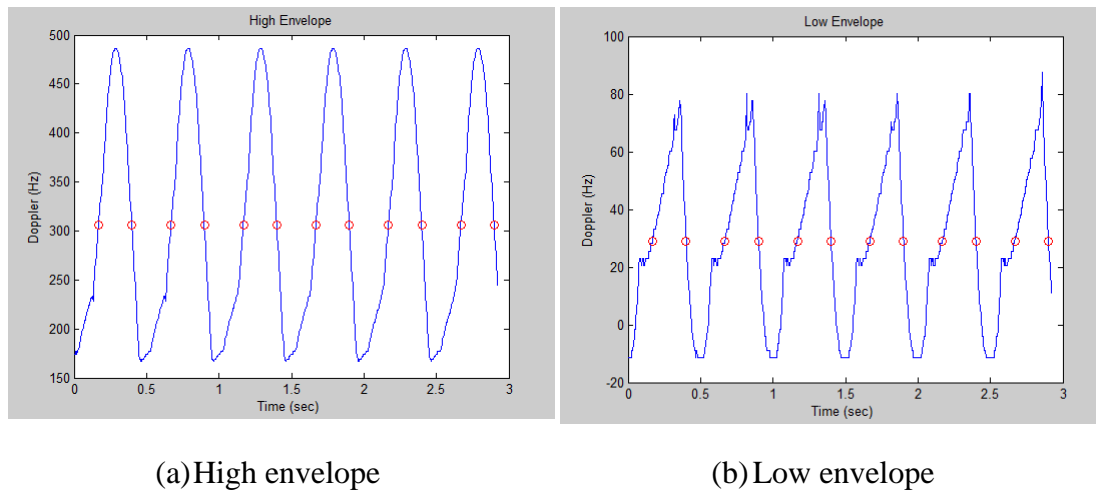 High Envelope
500
450
400
350
300
250
200
150
Doppler (Hz)
0 0.5 1 1.5 2 2.5 3
Time (sec)
Low Envelope
100
80
60
40
20
0
-20
Doppler (Hz)
0 0.5 1 1.5 2 2.5 3
Time (sec)
(a) High envelope
(b) Low envelope